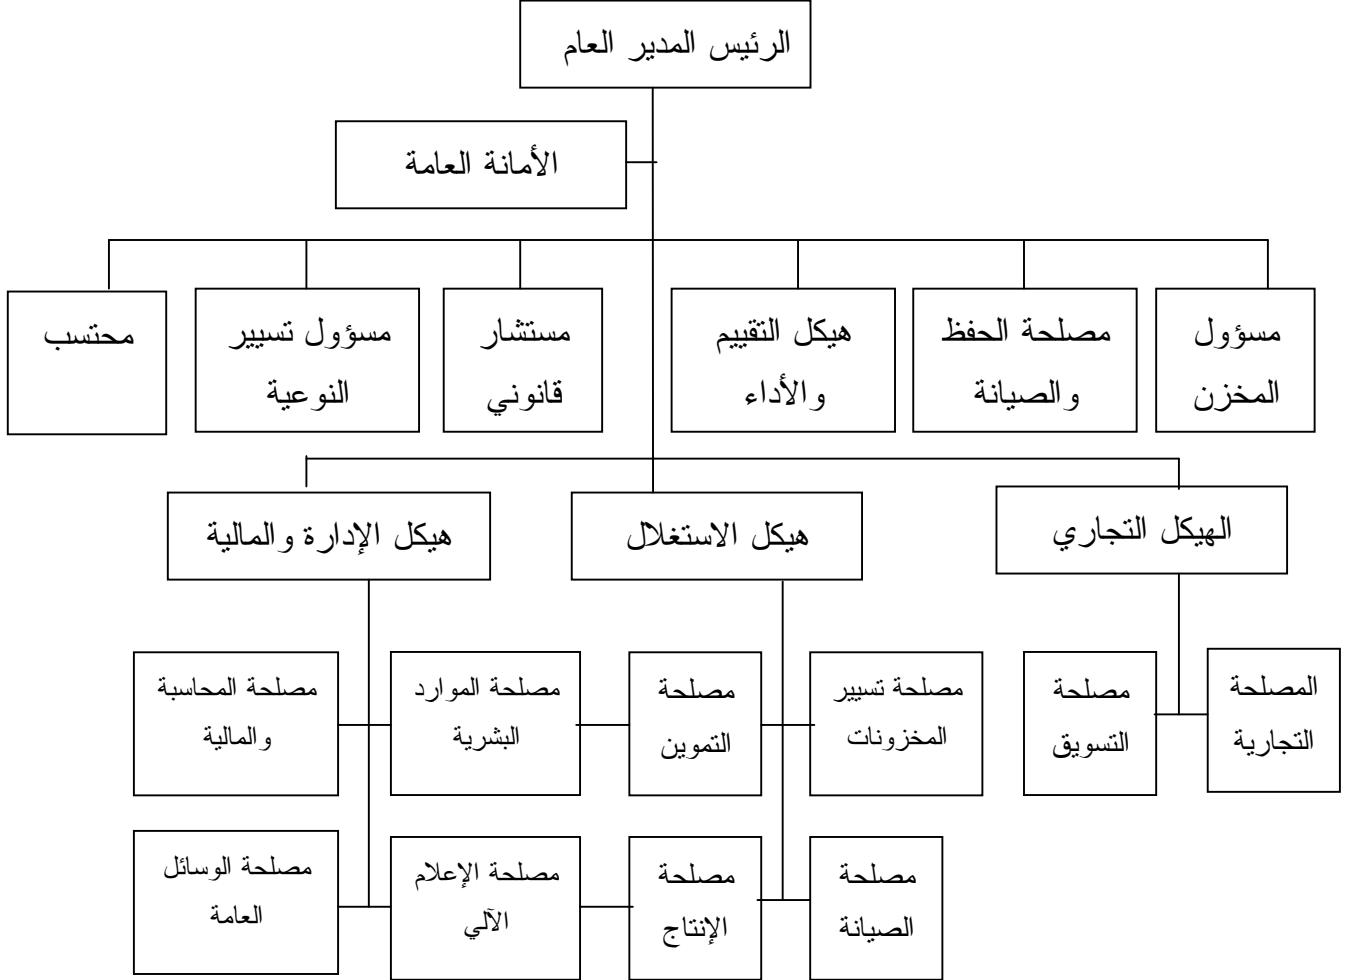 الرئيس المدير العام
الأمانة العامة
مسؤول
المخزن
مصلحة الحفظ
والصيانة
هيكل التقييم
والأداء
مستشار
قانوني
مسؤول تسيير
النوعية
محتسب
الهيكل التجاري
هيكل الاستغلال
هيكل الإدارة والمالية
المصلحة
التجارية
مصلحة
التسويق
مصلحة تسيير
المخزونات
مصلحة
التموين
مصلحة الموارد
البشرية
مصلحة المحاسبة
والمالية
مصلحة
الصيانة
مصلحة
الإنتاج
مصلحة الإعلام
الآلي
مصلحة الوسائل
العامة